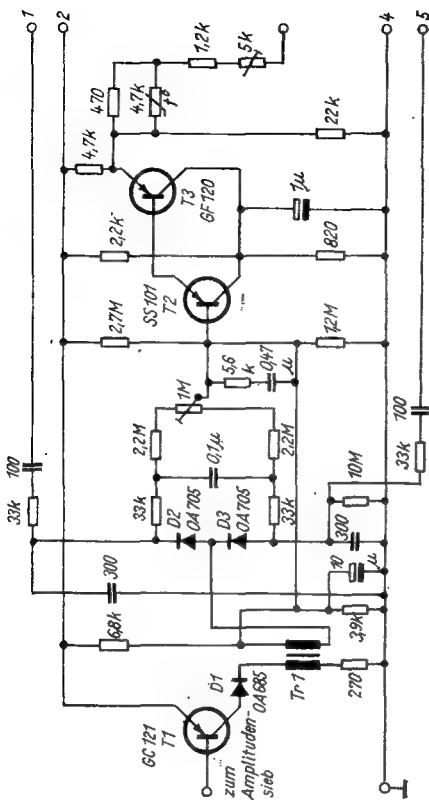 1
2
4
5
100
33k
300
6,8k
GC 121
T1
zum
Amplituden-
sieb
D1
OA685
Tr1
270
3,9k
10
µ
300
10M
33k
100
D2
OA705
D3
OA705
33k
33k
2,2M
0,1µ
2,2M
1M
5,6
k
0,47
µ
2,7M
1,2M
SS101
T2
2,2k
820
T3
GF120
1µ
4,7k
470
4,7k
22k
1,2k
5k